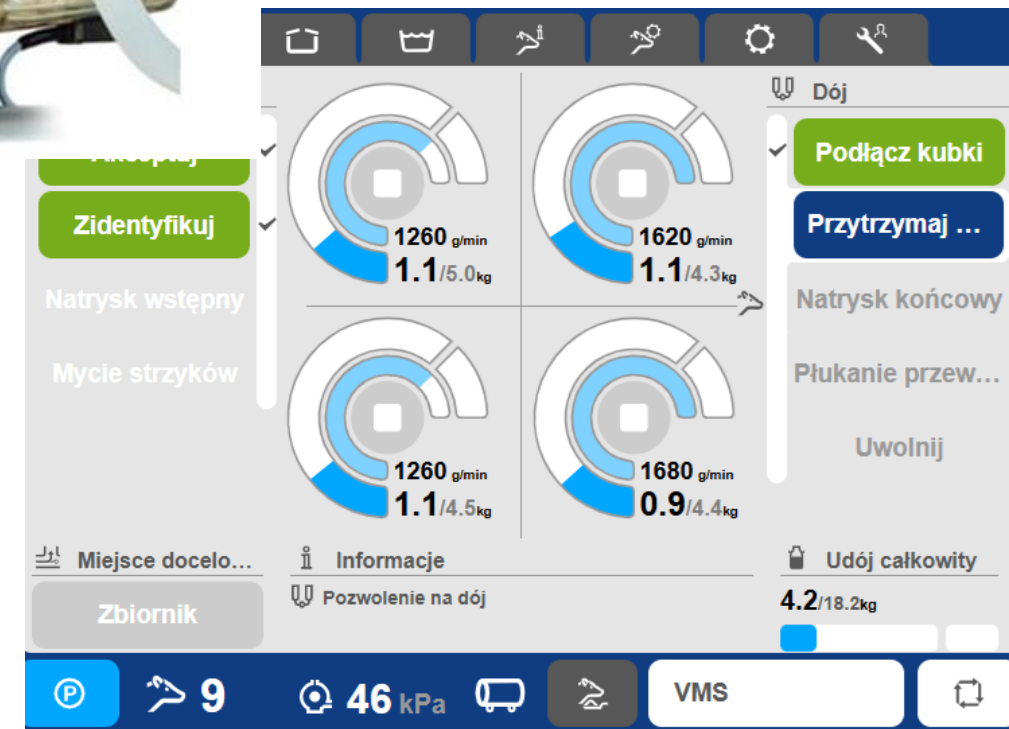 Dój
Akceptuj
Podłącz kubki
Zidentyfikuj
Przytrzymaj ...
Natrysk wstępny
Natrysk końcowy
Mycie strzyków
Płukanie przew...
Uwolnij
1260 g/min
1.1/5.0kg
1620 g/min
1.1/4.3kg
1260 g/min
1.1/4.5kg
1680 g/min
0.9/4.4kg
Miejsce docelo...
Informacje
Udój całkowity
Zbiornik
Pozwolenie na dój
4.2/18.2kg
P
9
46 kPa
VMS